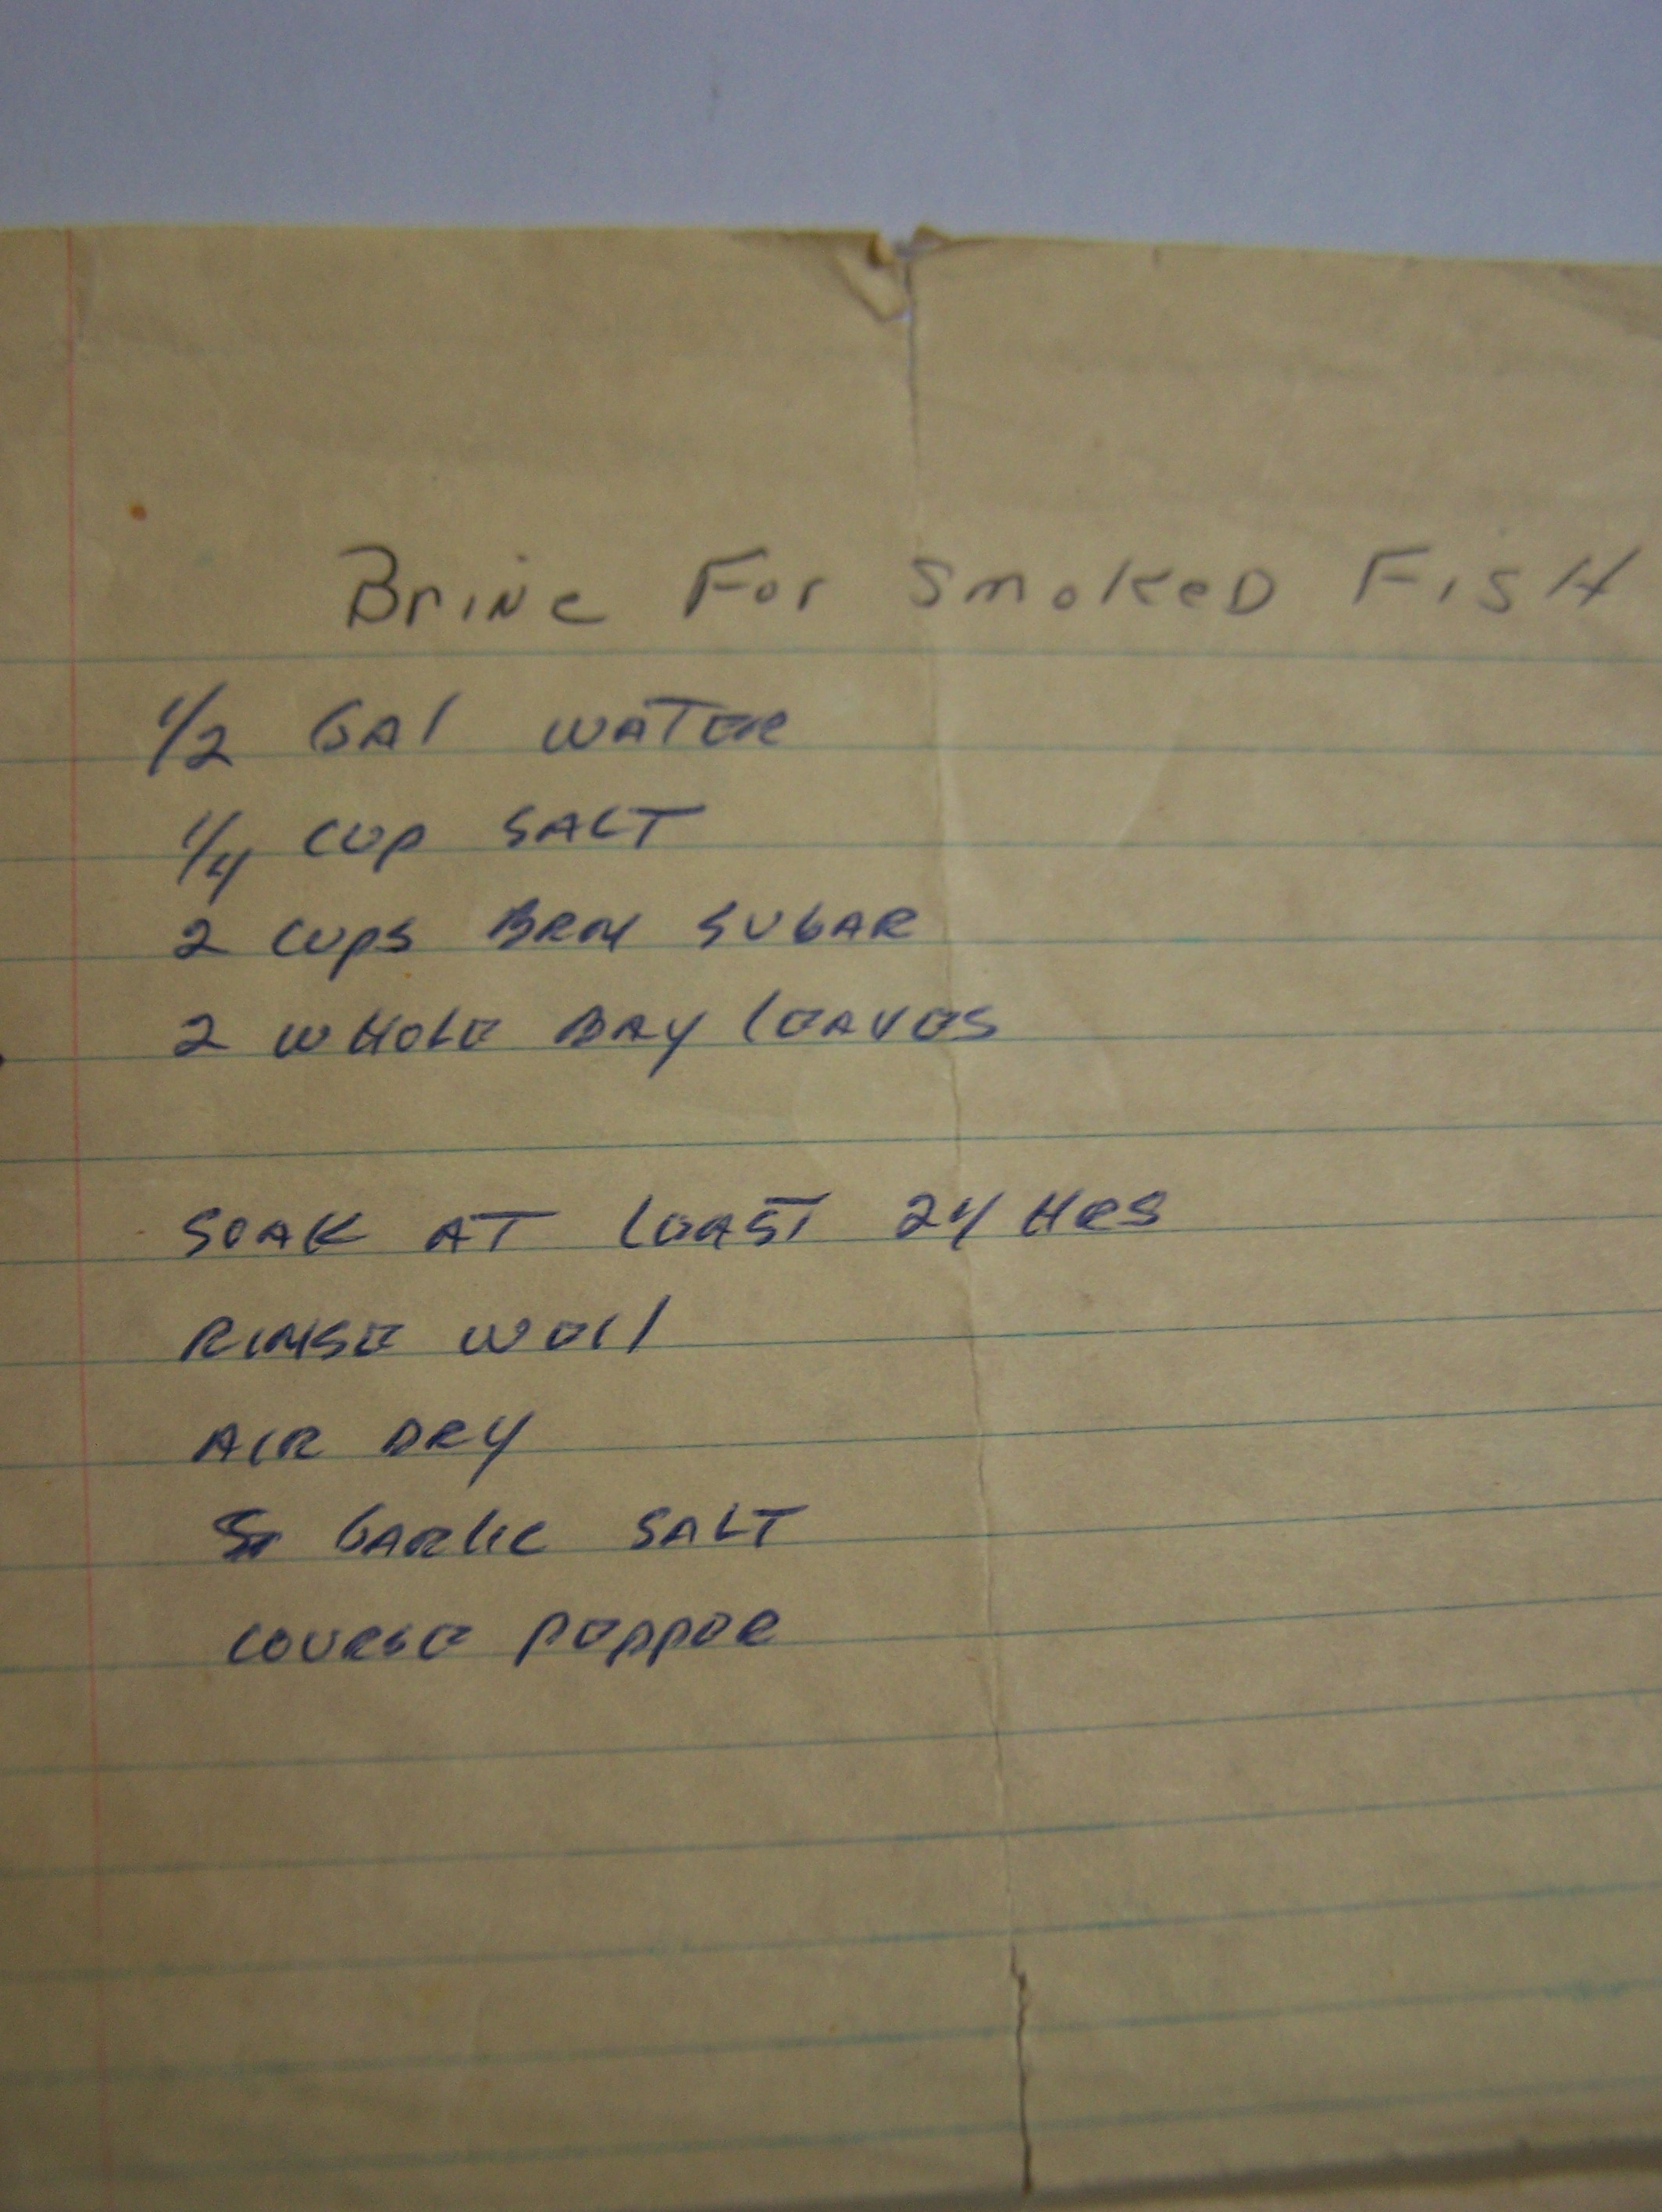 Brine For Smoked Fish
1/2 GAl WATER
1/4 CUP SALT
2 CUPS BRN SUGAR
2 WHOLE BAY LEAVES
SOAK AT LEAST 24 HRS
RINSE WELL
AIR DRY
GARLIC SALT
COURSE PEPPER